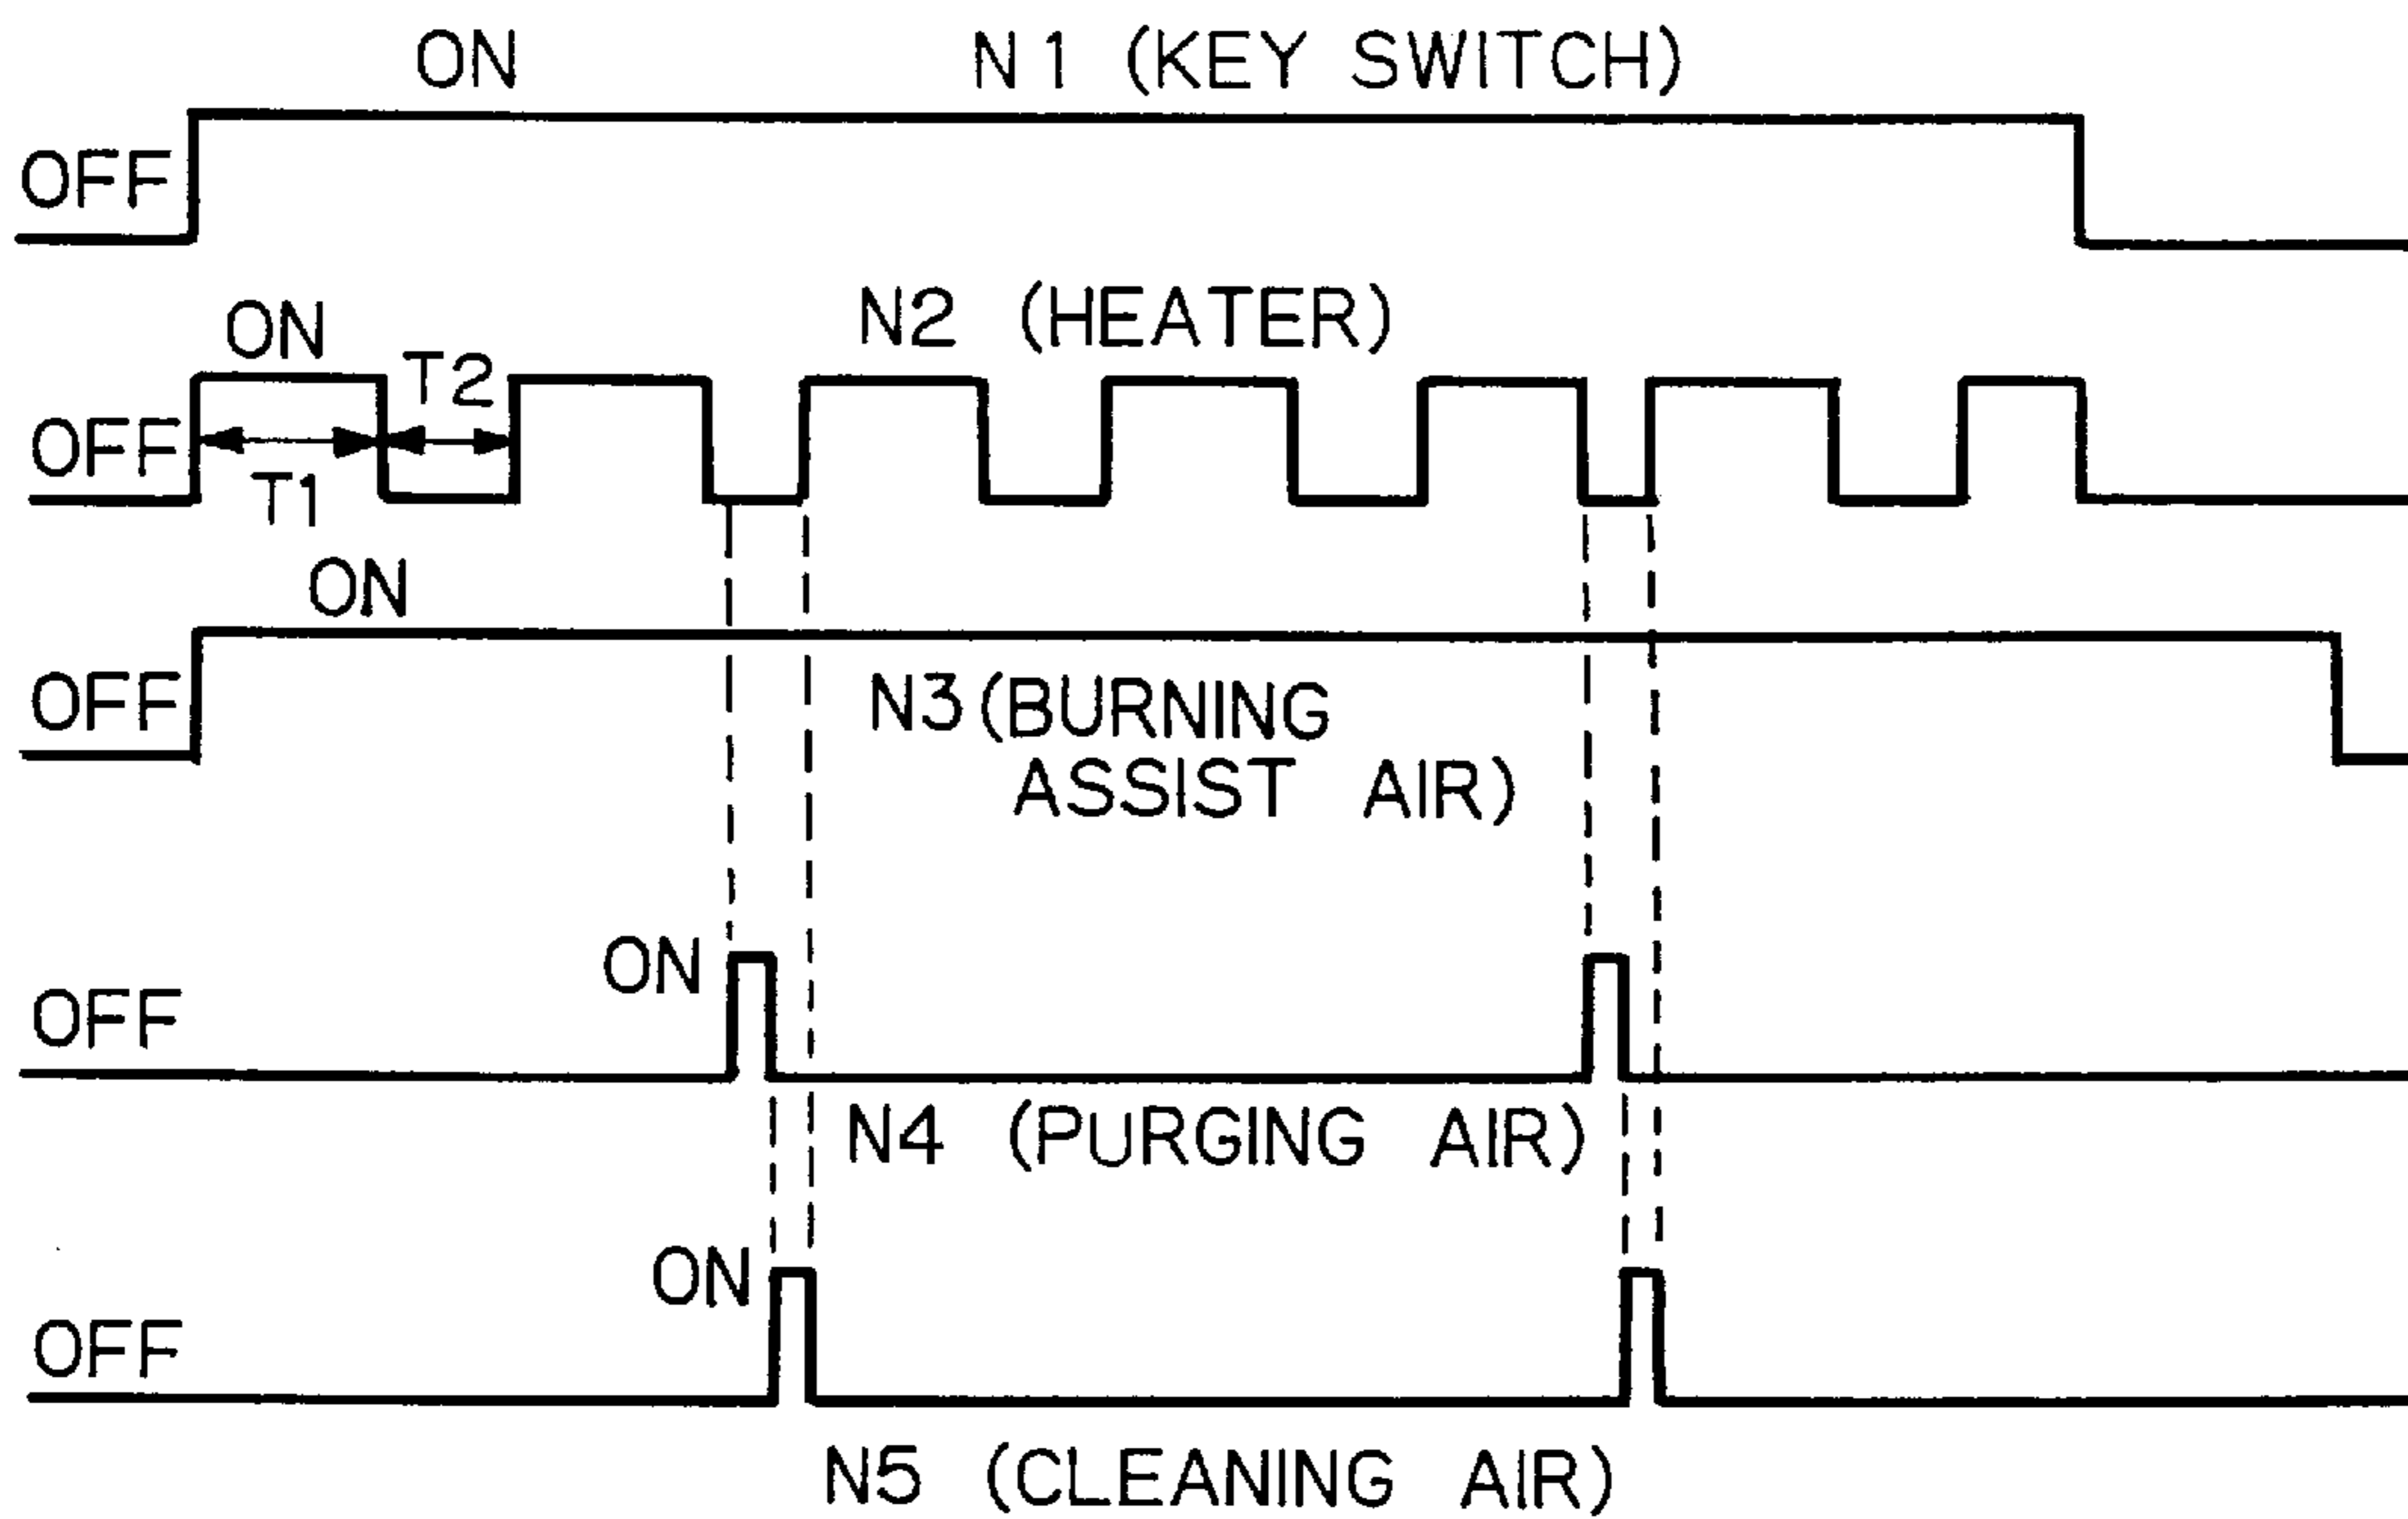 ON N1 (KEY SWITCH)
OFF
N2 (HEATER)
ON
T2
OFF
T1
ON
OFF
N3 (BURNING
ASSIST AIR)
ON
OFF
N4 (PURGING AIR)
ON
OFF
N5 (CLEANING AIR)